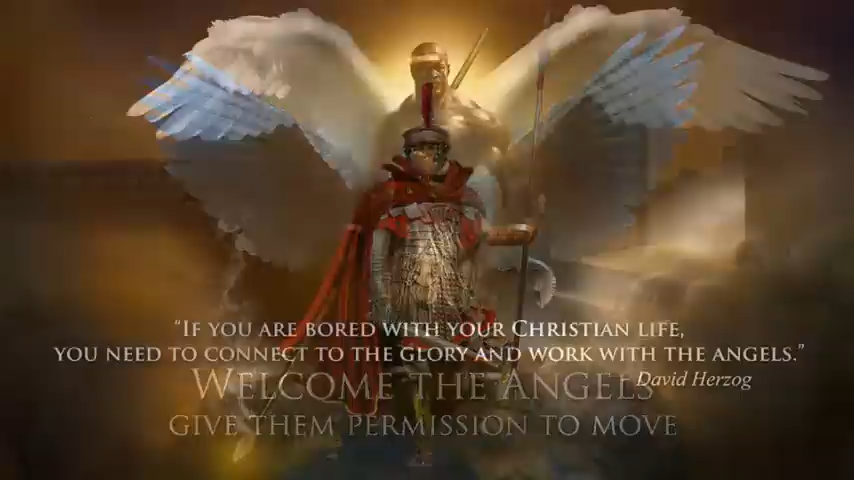 “If you are bored with your Christian life,
you need to connect to the glory and work with the angels.”
David Herzog
Welcome the Angels
give them permission to move